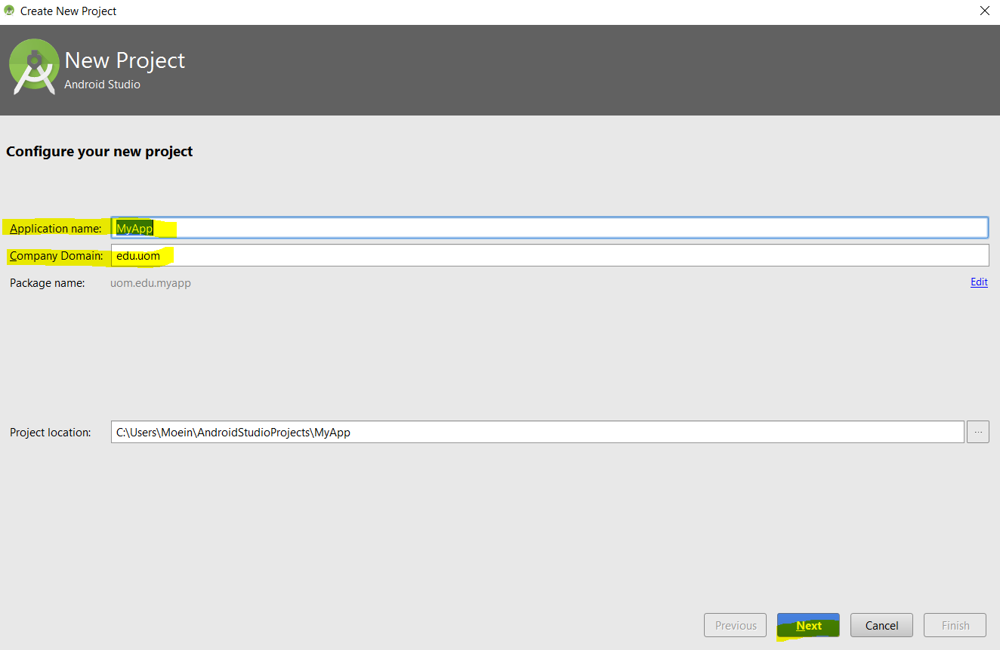 Create New Project
New Project
Android Studio
Configure your new project
Application name: MyApp
Company Domain: edu.uom
Package name: uom.edu.myapp Edit
Project location: C:\Users\Moein\AndroidStudioProjects\MyApp ...
Previous Next Cancel Finish